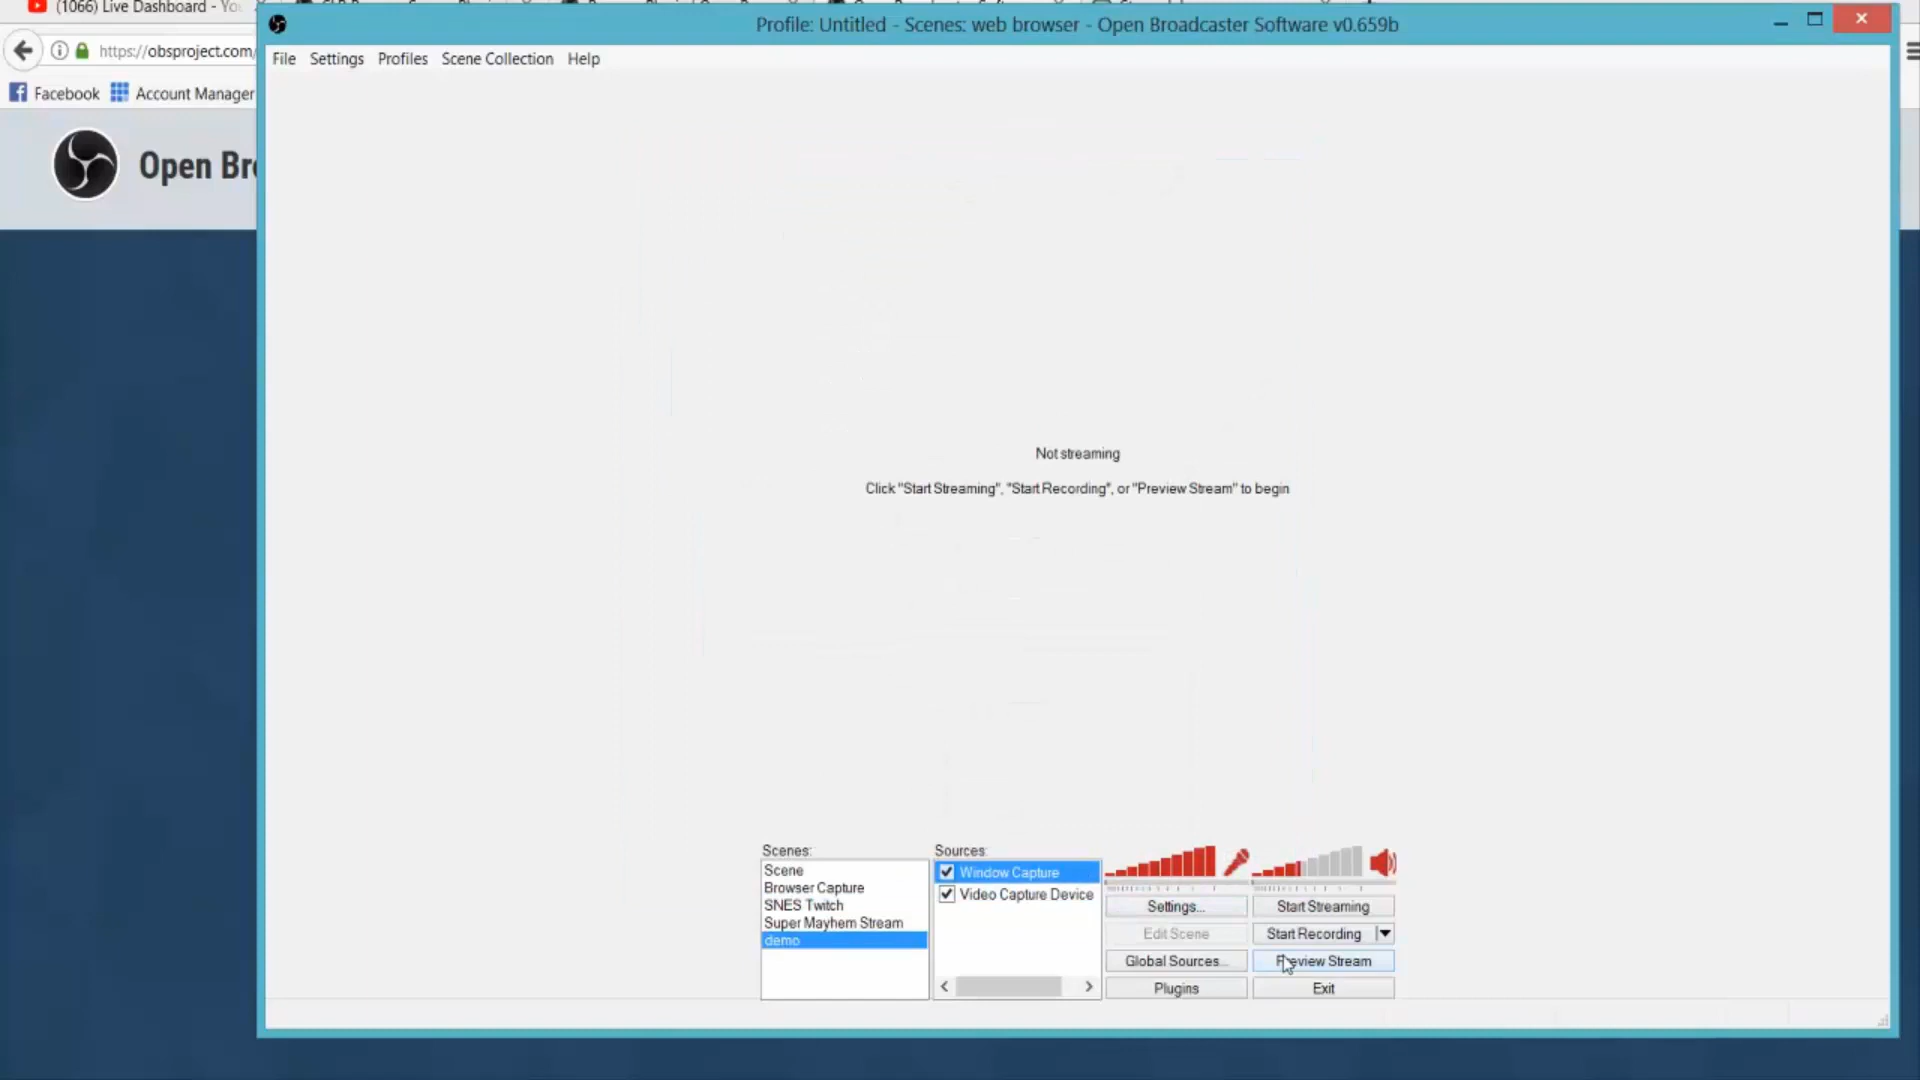 (1066) Live Dashboard - Yo
Profile: Untitled - Scenes: web browser - Open Broadcaster Software v0.659b
https://obsproject.com/
File Settings Profiles Scene Collection Help
Facebook Account Manager
Open Bro
Not streaming
Click "Start Streaming", "Start Recording", or "Preview Stream" to begin
Scenes:
Scene
Browser Capture
SNES Twitch
Super Mayhem Stream
demo
Sources:
Window Capture
Video Capture Device
Settings...
Start Streaming
Edit Scene
Start Recording
Global Sources...
Preview Stream
Plugins
Exit